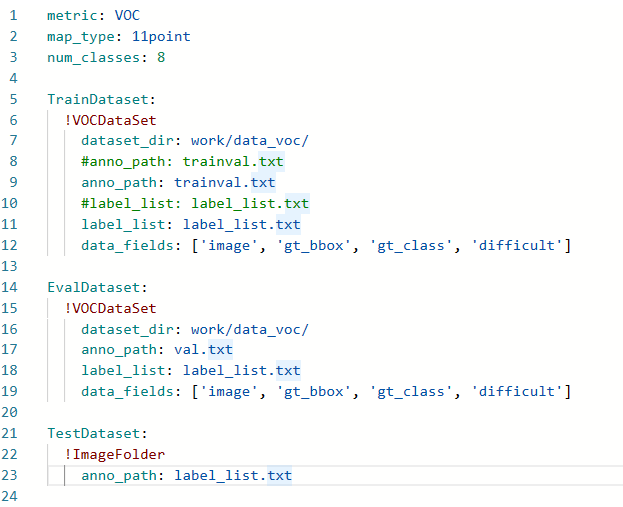 1 metric: VOC
2 map_type: 11point
3 num_classes: 8
4
5 TrainDataset:
6   !VOCDataSet
7     dataset_dir: work/data_voc/
8     #anno_path: trainval.txt
9     anno_path: trainval.txt
10     #label_list: label_list.txt
11     label_list: label_list.txt
12     data_fields: ['image', 'gt_bbox', 'gt_class', 'difficult']
13
14 EvalDataset:
15   !VOCDataSet
16     dataset_dir: work/data_voc/
17     anno_path: val.txt
18     label_list: label_list.txt
19     data_fields: ['image', 'gt_bbox', 'gt_class', 'difficult']
20
21 TestDataset:
22   !ImageFolder
23     anno_path: label_list.txt
24